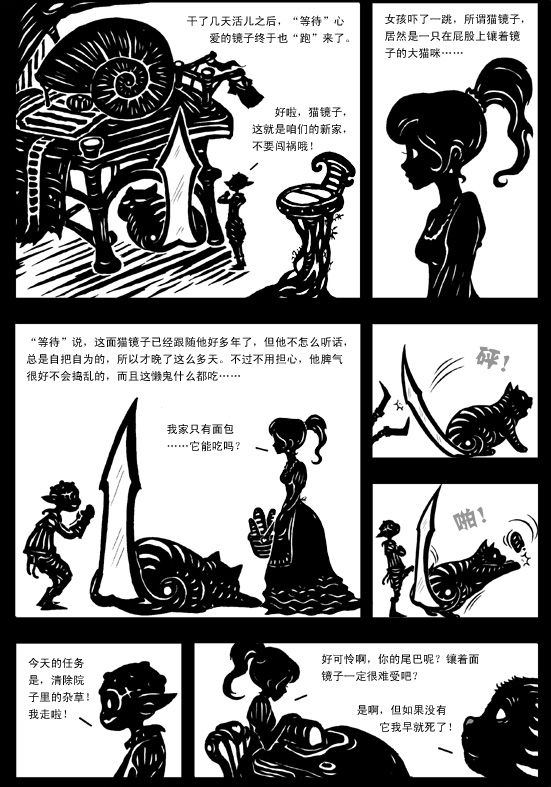 干了几天活儿之后，“等待”心
爱的镜子终于也“跑”来了。
好啦，猫镜子，
这就是咱们的新家，
不要闯祸哦！
女孩吓了一跳，所谓猫镜子，
居然是一只在屁股上镶着镜
子的大猫咪……
“等待”说，这面猫镜子已经跟随他好多年了，但他不怎么听话，
总是自把自为的，所以才晚了这么多天。不过不用担心，他脾气
很好不会捣乱的，而且这懒鬼什么都吃……
我家只有面包
……它能吃吗？
砰！
啪！
今天的任务
是，清除院
子里的杂草！
我走啦！
好可怜啊，你的尾巴呢？镶着面
镜子一定很难受吧？
是啊，但如果没有
它我早就死了！